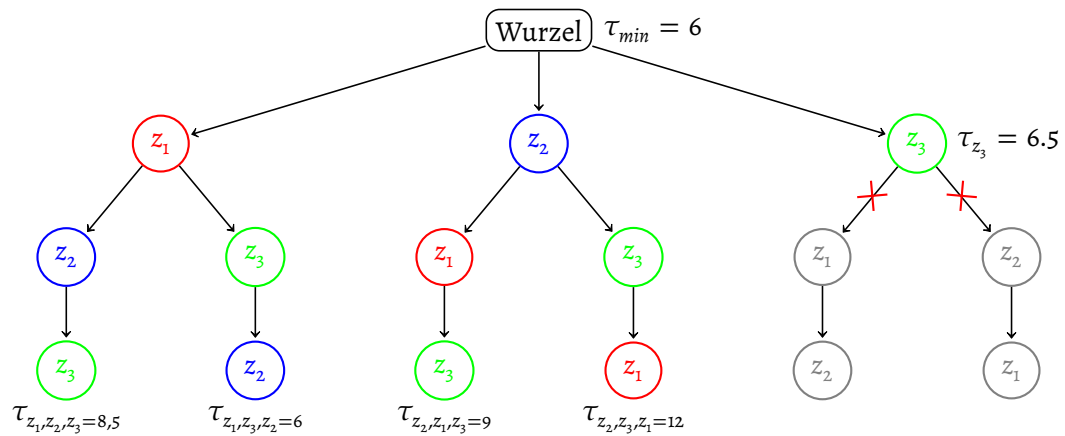 Wurzel τ_min = 6
z₁ z₂ z₃ τ_z₃ = 6.5
z₂ z₃ z₁ z₃ z₁ z₂
z₃ z₂ z₃ z₁ z₂ z₁
τ_z₁,z₂,z₃=8,5 τ_z₁,z₃,z₂=6 τ_z₂,z₁,z₃=9 τ_z₂,z₃,z₁=12